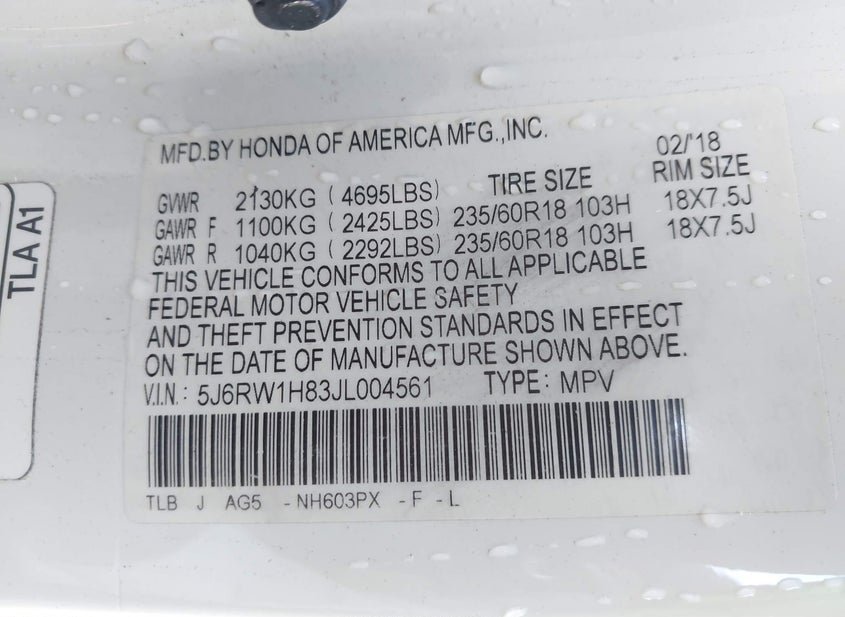 MFD.BY HONDA OF AMERICA MFG.,INC. 02/'18
TIRE SIZE RIM SIZE
GVWR 2130KG ( 4695LBS)
GAWR F 1100KG ( 2425LBS) 235/60R18 103H 18X7.5J
GAWR R 1040KG ( 2292LBS) 235/60R18 103H 18X7.5J
THIS VEHICLE CONFORMS TO ALL APPLICABLE
FEDERAL MOTOR VEHICLE SAFETY
AND THEFT PREVENTION STANDARDS IN EFFECT
ON THE DATE OF MANUFACTURE SHOWN ABOVE.
V.I.N.: 5J6RW1H83JL004561 TYPE: MPV
TLB J AG5 -NH603PX -F -L
TLA A1